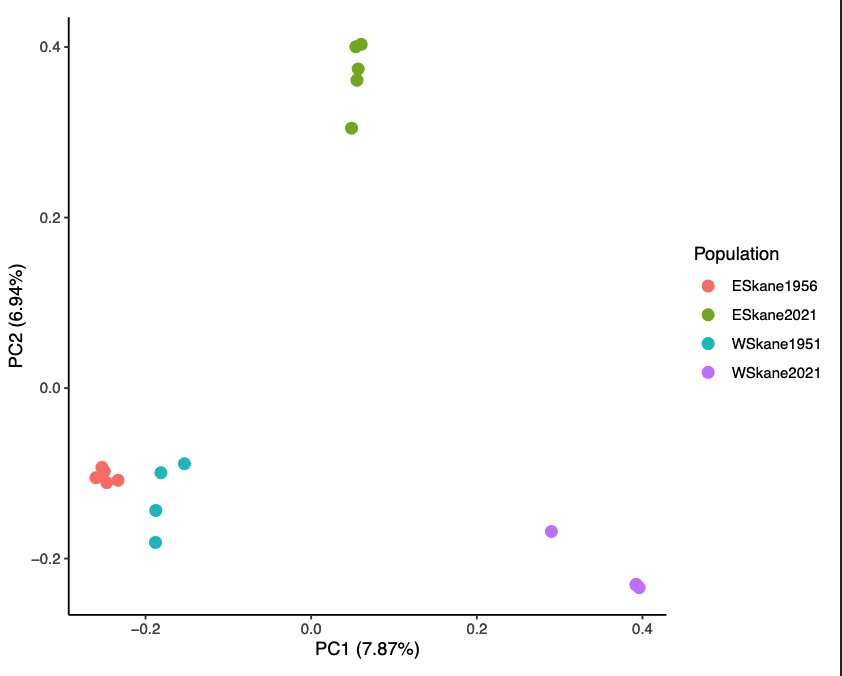 0.4
0.2
0.0
−0.2
PC2 (6.94%)
−0.2
0.0
0.2
0.4
PC1 (7.87%)
Population
ESkane1956
ESkane2021
WSkane1951
WSkane2021